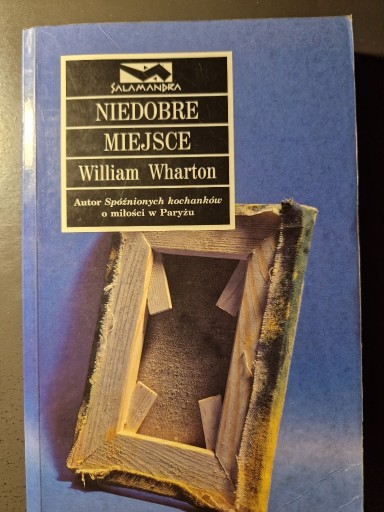 SALAMANDRA
NIEDOBRE
MIEJSCE
William Wharton
Autor Spóźnionych kochanków
o miłości w Paryżu